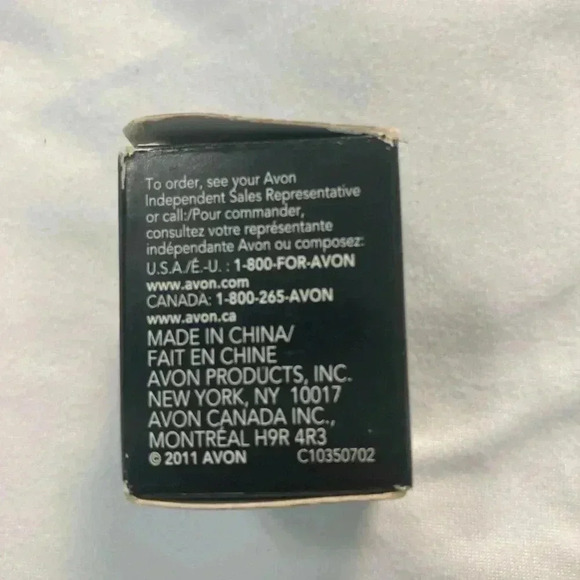 To order, see your Avon
Independent Sales Representative
or call:/Pour commander,
consultez votre représentante
indépendante Avon ou composez:
U.S.A./É.-U. : 1-800-FOR-AVON
www.avon.com
CANADA: 1-800-265-AVON
www.avon.ca
MADE IN CHINA/
FAIT EN CHINE
AVON PRODUCTS, INC.
NEW YORK, NY 10017
AVON CANADA INC.,
MONTRÉAL H9R 4R3
© 2011 AVON C10350702